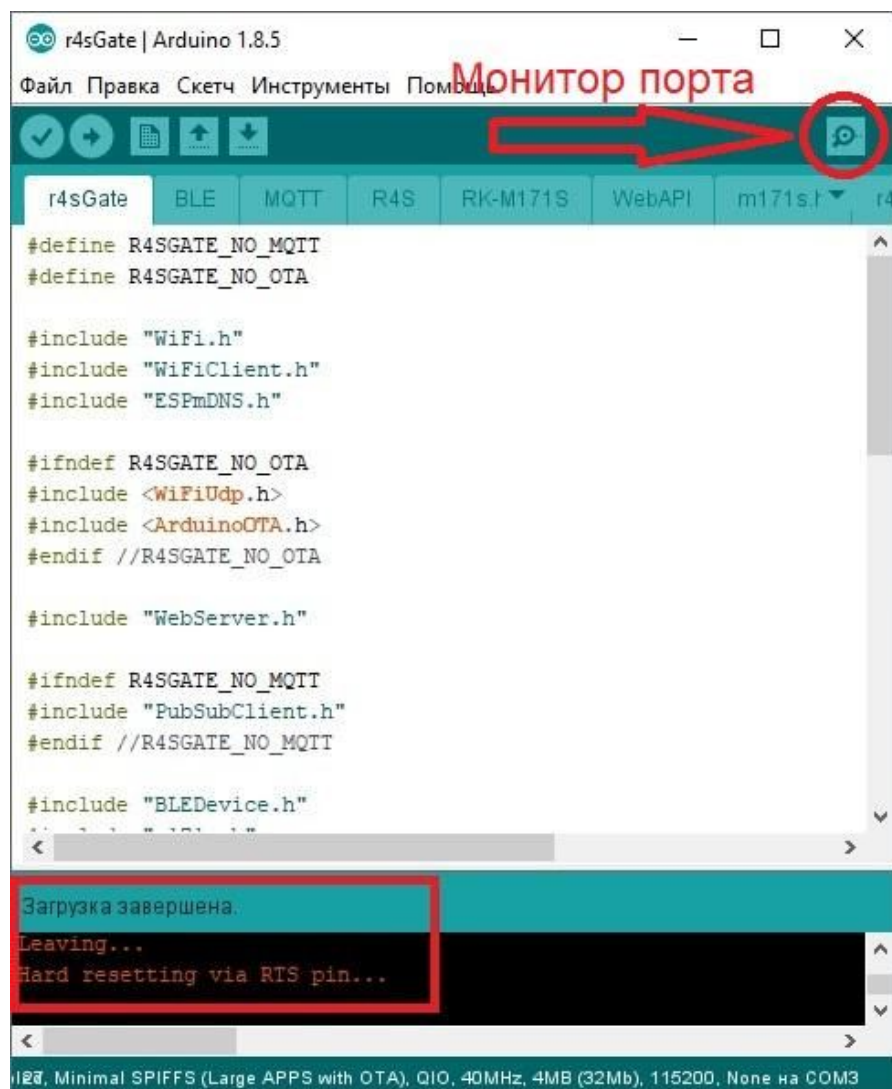 r4sGate | Arduino 1.8.5
Файл Правка Скетч Инструменты Помощь
Монитор порта
r4sGate BLE MQTT R4S RK-M171S WebAPI m171s.h r4
#define R4SGATE_NO_MQTT
#define R4SGATE_NO_OTA
#include "WiFi.h"
#include "WiFiClient.h"
#include "ESPmDNS.h"
#ifndef R4SGATE_NO_OTA
#include <WiFiUdp.h>
#include <ArduinoOTA.h>
#endif //R4SGATE_NO_OTA
#include "WebServer.h"
#ifndef R4SGATE_NO_MQTT
#include "PubSubClient.h"
#endif //R4SGATE_NO_MQTT
#include "BLEDevice.h"
Загрузка завершена.
Leaving...
Hard resetting via RTS pin...
Minimal SPIFFS (Large APPS with OTA), QIO, 40MHz, 4MB (32Mb), 115200, None на COM3